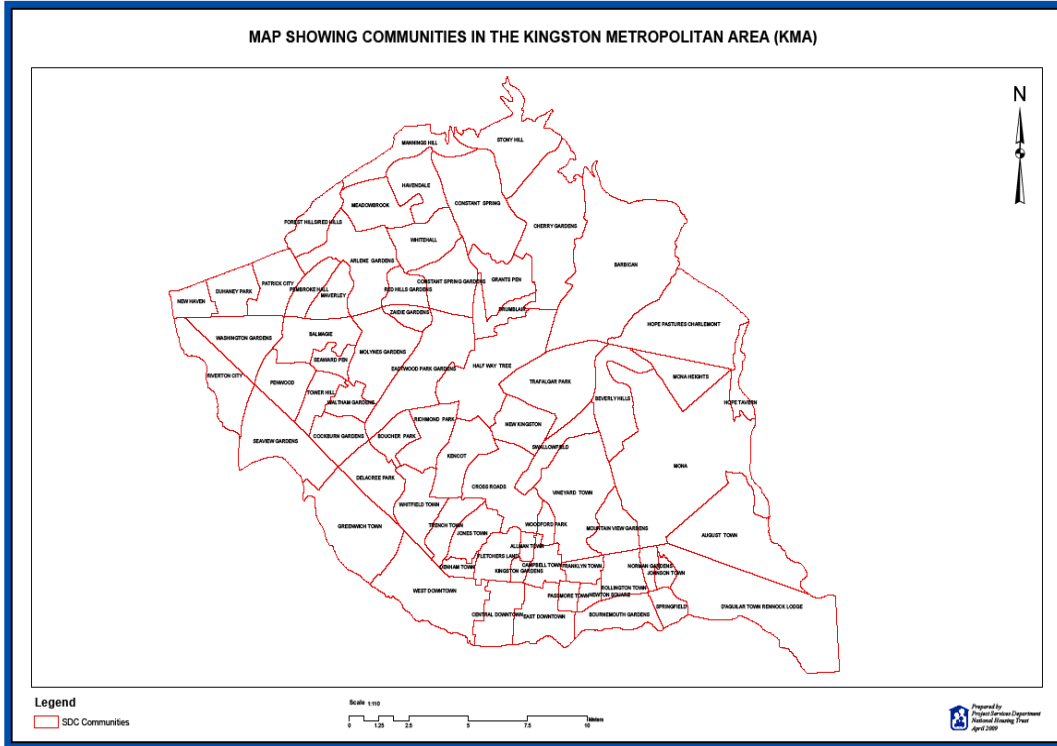 MAP SHOWING COMMUNITIES IN THE KINGSTON METROPOLITAN AREA (KMA)
N
STONY HILL
MANNINGS HILL
HAVENDALE
MEADOWBROOK
CONSTANT SPRING
FOREST HILLS/RED HILLS
CHERRY GARDENS
WHITEHALL
ARLENE GARDENS
BARBICAN
CONSTANT SPRING GARDENS
GRANTS PEN
PATRICK CITY
PEMBROKE HALL
RED HILLS GARDENS
DUHANEY PARK
MAVERLEY
NEW HAVEN
DRUMBLAIR
ZAIDIE GARDENS
HOPE PASTURES CHARLEMONT
WASHINGTON GARDENS
BALMAGIE
MOLYNES GARDENS
SEAWARD PEN
EASTWOOD PARK GARDENS
HALF WAY TREE
RIVERTON CITY
PENWOOD
TRAFALGAR PARK
MONA HEIGHTS
TOWER HILL
WALTHAM GARDENS
BEVERLY HILLS
HOPE TAVERN
RICHMOND PARK
NEW KINGSTON
SEAVIEW GARDENS
COCKBURN GARDENS
BOUCHER PARK
SWALLOWFIELD
KENCOT
MONA
DELACREE PARK
CROSS ROADS
VINEYARD TOWN
WHITFIELD TOWN
GREENWICH TOWN
TRENCH TOWN
JONES TOWN
WOODFORD PARK
MOUNTAIN VIEW GARDENS
AUGUST TOWN
ALLMAN TOWN
FLETCHERS LAND
DENHAM TOWN
KINGSTON GARDENS
CAMPBELL TOWN
FRANKLYN TOWN
NORMAN GARDENS
JOHNSON TOWN
WEST DOWNTOWN
ROLLINGTON TOWN
PASSMORE TOWN
NEWTON SQUARE
CENTRAL DOWNTOWN
EAST DOWNTOWN
BOURNEMOUTH GARDENS
SPRINGFIELD
D'AGUILAR TOWN RENNOCK LODGE
Legend
SDC Communities
Scale 1:110
0 1.25 2.5 5 7.5 10
Meters
Prepared by
Project Services Department
National Housing Trust
April 2009